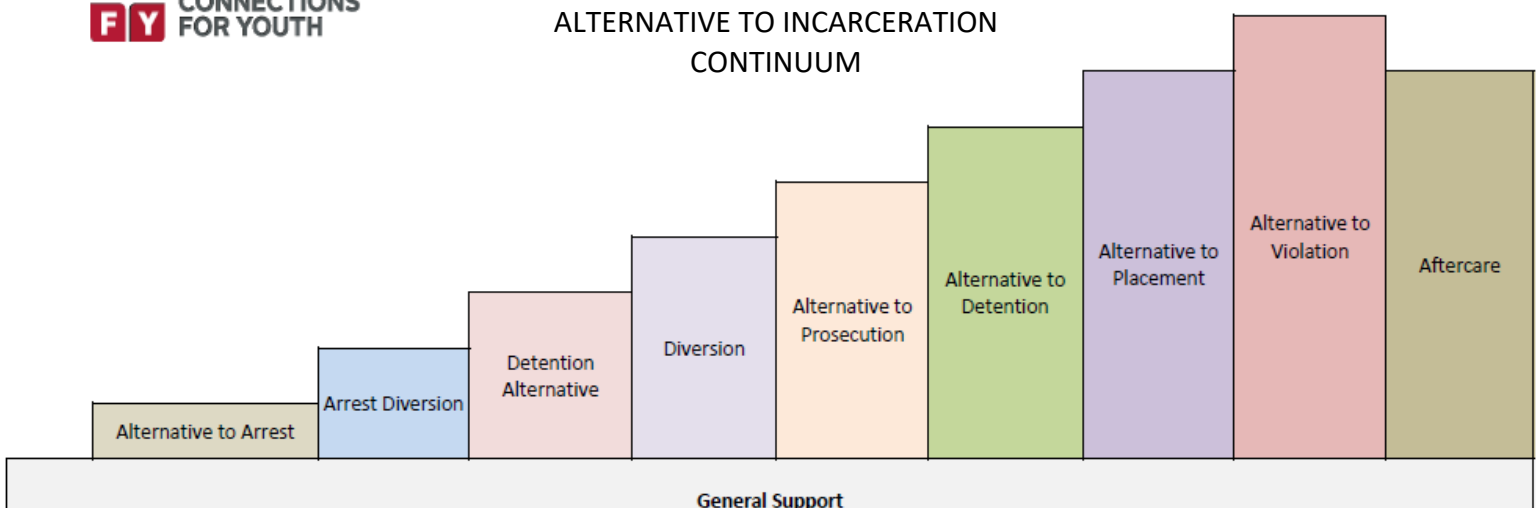 CONNECTIONS
FY FOR YOUTH
ALTERNATIVE TO INCARCERATION
CONTINUUM
Alternative to Arrest
Arrest Diversion
Detention
Alternative
Diversion
Alternative to
Prosecution
Alternative to
Detention
Alternative to
Placement
Alternative to
Violation
Aftercare
General Support